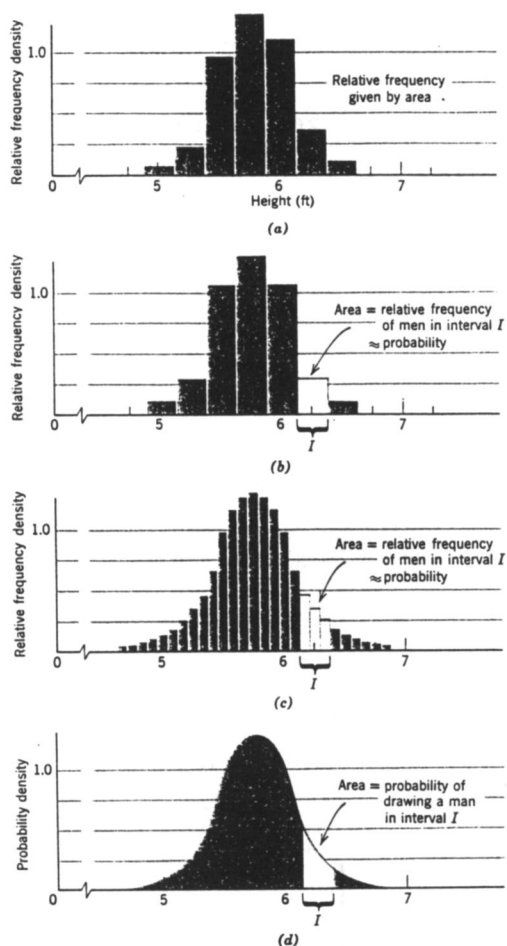 Relative frequency density
1.0
Relative frequency
given by area
0
5
6
7
Height (ft)
(a)
Relative frequency density
1.0
Area = relative frequency
of men in interval I
≈ probability
0
5
6
7
I
(b)
Relative frequency density
1.0
Area = relative frequency
of men in interval I
≈ probability
0
5
6
7
I
(c)
Probability density
1.0
Area = probability of
drawing a man
in interval I
0
5
6
7
I
(d)